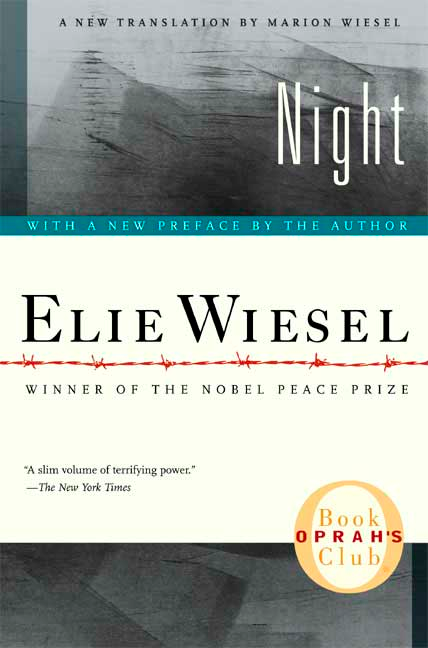 A NEW TRANSLATION BY MARION WIESEL
Night
WITH A NEW PREFACE BY THE AUTHOR
ELIE WIESEL
WINNER OF THE NOBEL PEACE PRIZE
“A slim volume of terrifying power.”
—The New York Times
Book
OPRAH'S
Club®